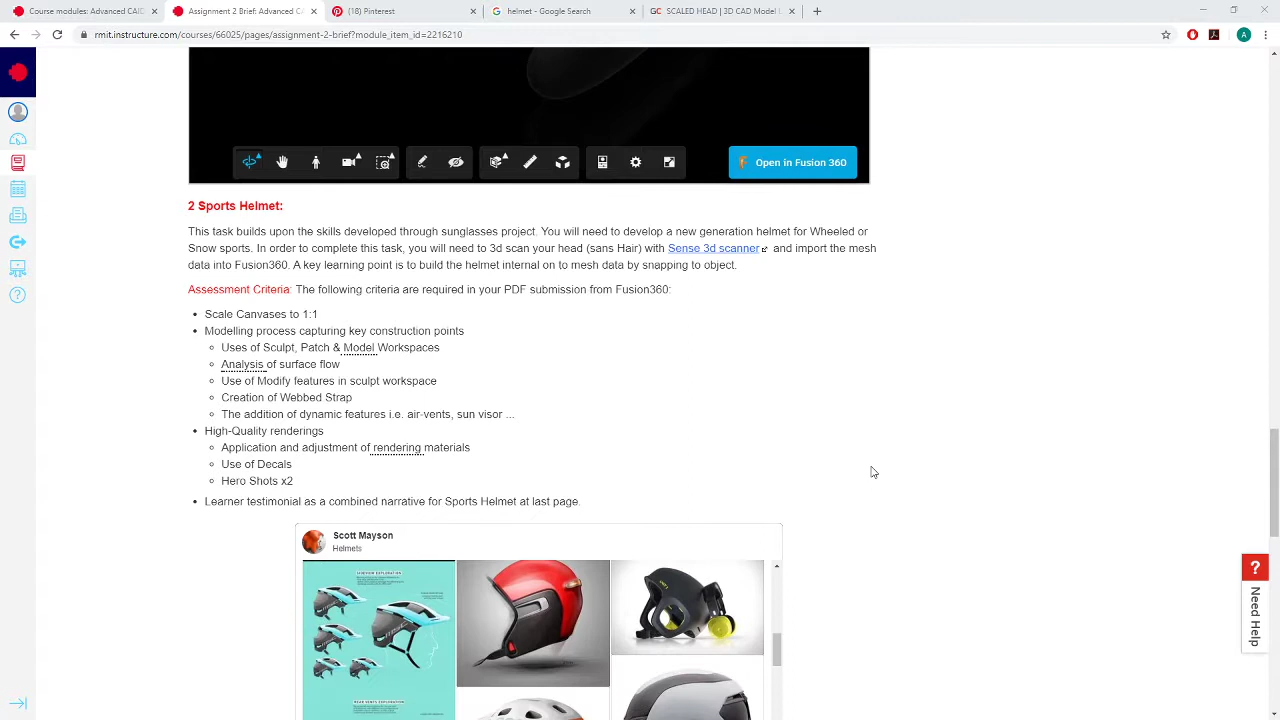 Course modules: Advanced CAID
Assignment 2 Brief: Advanced CAI
(18) Pinterest
helmet - Google Search
SCALED HEAD | 3D CAD Model L
rmit.instructure.com/courses/66025/pages/assignment-2-brief?module_item_id=2216210
A
Open in Fusion 360
2 Sports Helmet:
This task builds upon the skills developed through sunglasses project. You will need to develop a new generation helmet for Wheeled or
Snow sports. In order to complete this task, you will need to 3d scan your head (sans Hair) with Sense 3d scanner and import the mesh
data into Fusion360. A key learning point is to build the helmet internal on to mesh data by snapping to object.
Assessment Criteria: The following criteria are required in your PDF submission from Fusion360:
Scale Canvases to 1:1
Modelling process capturing key construction points
Uses of Sculpt, Patch & Model Workspaces
Analysis of surface flow
Use of Modify features in sculpt workspace
Creation of Webbed Strap
The addition of dynamic features i.e. air-vents, sun visor ...
High-Quality renderings
Application and adjustment of rendering materials
Use of Decals
Hero Shots x2
Learner testimonial as a combined narrative for Sports Helmet at last page.
Scott Mayson
Helmets
SIDEVIEW EXPLORATION
REAR VENTS EXPLORATION
? Need Help